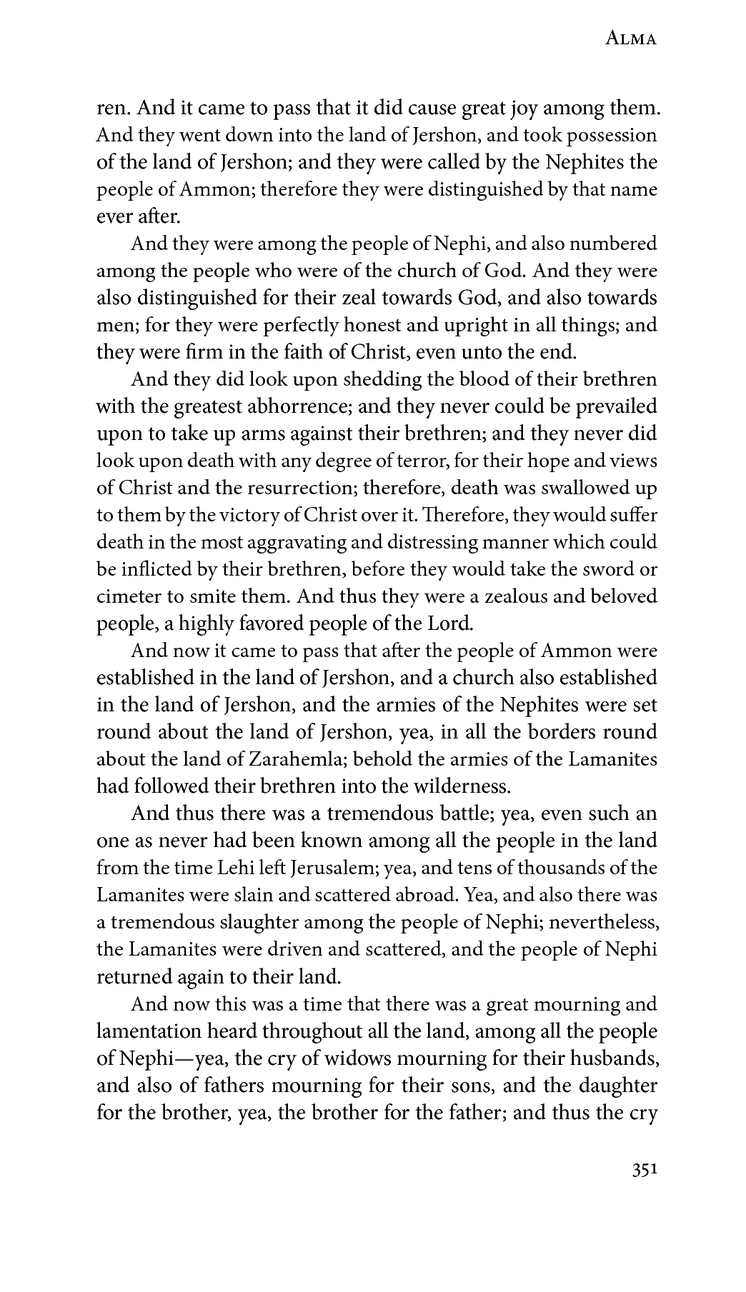 Alma
ren. And it came to pass that it did cause great joy among them.
And they went down into the land of Jershon, and took possession
of the land of Jershon; and they were called by the Nephites the
people of Ammon; therefore they were distinguished by that name
ever after.
And they were among the people of Nephi, and also numbered
among the people who were of the church of God. And they were
also distinguished for their zeal towards God, and also towards
men; for they were perfectly honest and upright in all things; and
they were firm in the faith of Christ, even unto the end.
And they did look upon shedding the blood of their brethren
with the greatest abhorrence; and they never could be prevailed
upon to take up arms against their brethren; and they never did
look upon death with any degree of terror, for their hope and views
of Christ and the resurrection; therefore, death was swallowed up
to them by the victory of Christ over it. Therefore, they would suffer
death in the most aggravating and distressing manner which could
be inflicted by their brethren, before they would take the sword or
cimeter to smite them. And thus they were a zealous and beloved
people, a highly favored people of the Lord.
And now it came to pass that after the people of Ammon were
established in the land of Jershon, and a church also established
in the land of Jershon, and the armies of the Nephites were set
round about the land of Jershon, yea, in all the borders round
about the land of Zarahemla; behold the armies of the Lamanites
had followed their brethren into the wilderness.
And thus there was a tremendous battle; yea, even such an
one as never had been known among all the people in the land
from the time Lehi left Jerusalem; yea, and tens of thousands of the
Lamanites were slain and scattered abroad. Yea, and also there was
a tremendous slaughter among the people of Nephi; nevertheless,
the Lamanites were driven and scattered, and the people of Nephi
returned again to their land.
And now this was a time that there was a great mourning and
lamentation heard throughout all the land, among all the people
of Nephi—yea, the cry of widows mourning for their husbands,
and also of fathers mourning for their sons, and the daughter
for the brother, yea, the brother for the father; and thus the cry
351